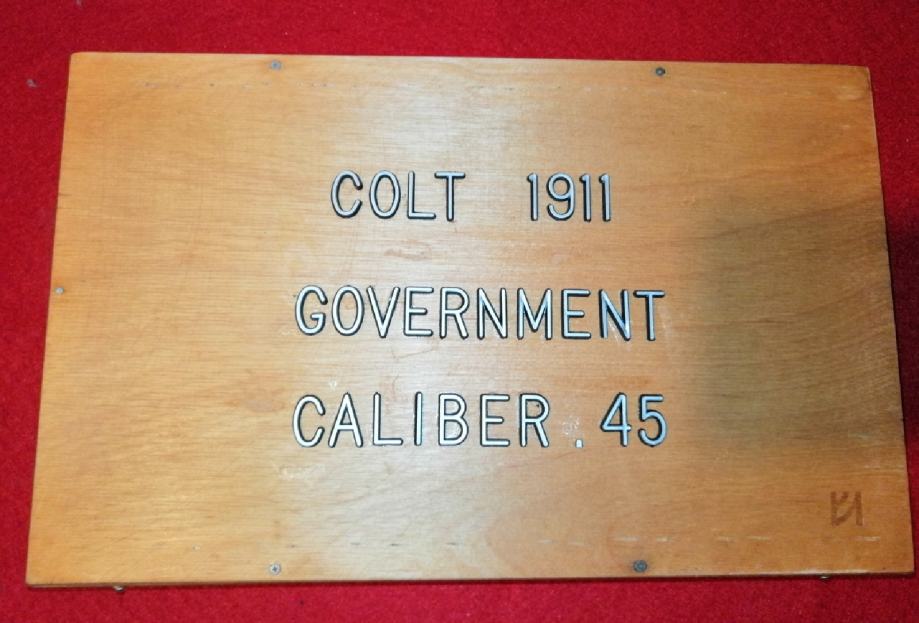 COLT 1911
GOVERNMENT
CALIBER .45